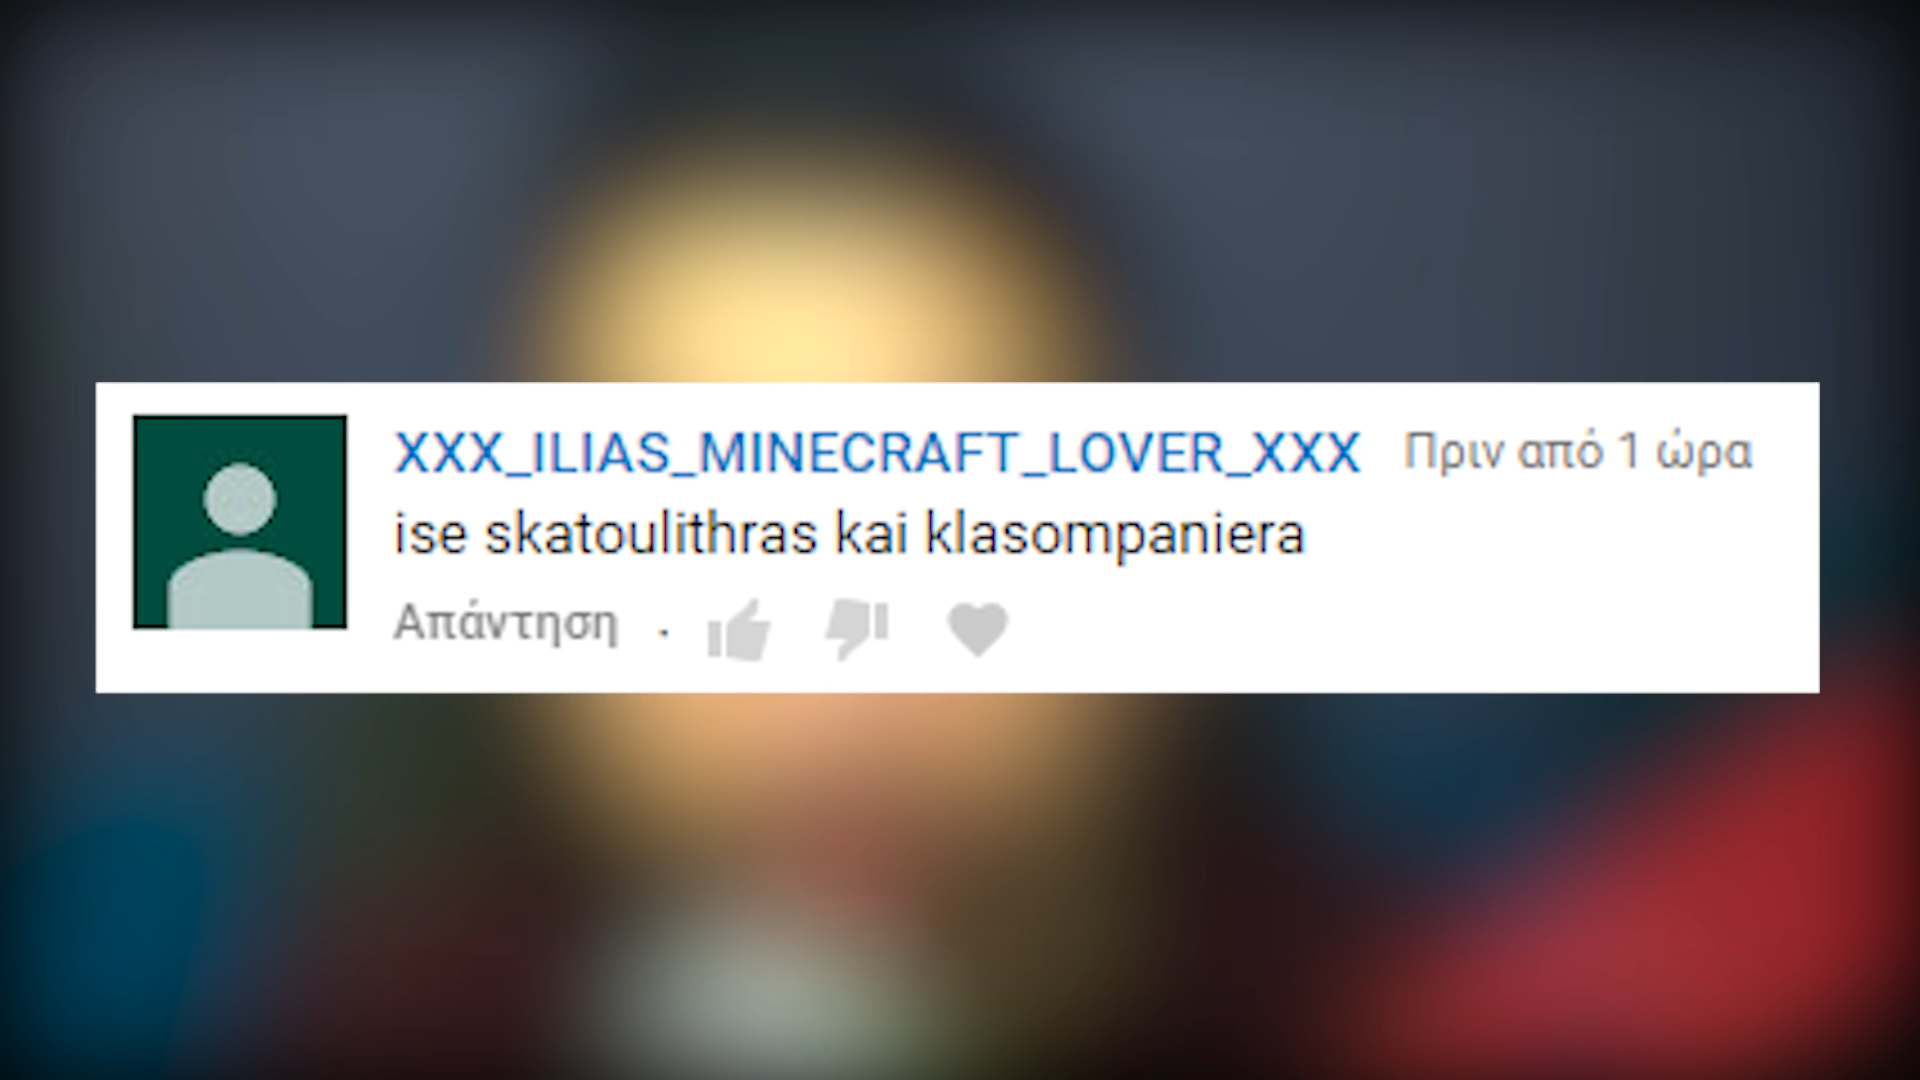 XXX_ILIAS_MINECRAFT_LOVER_XXX Πριν από 1 ώρα
ise skatoulithras kai klasompaniera
Απάντηση ·